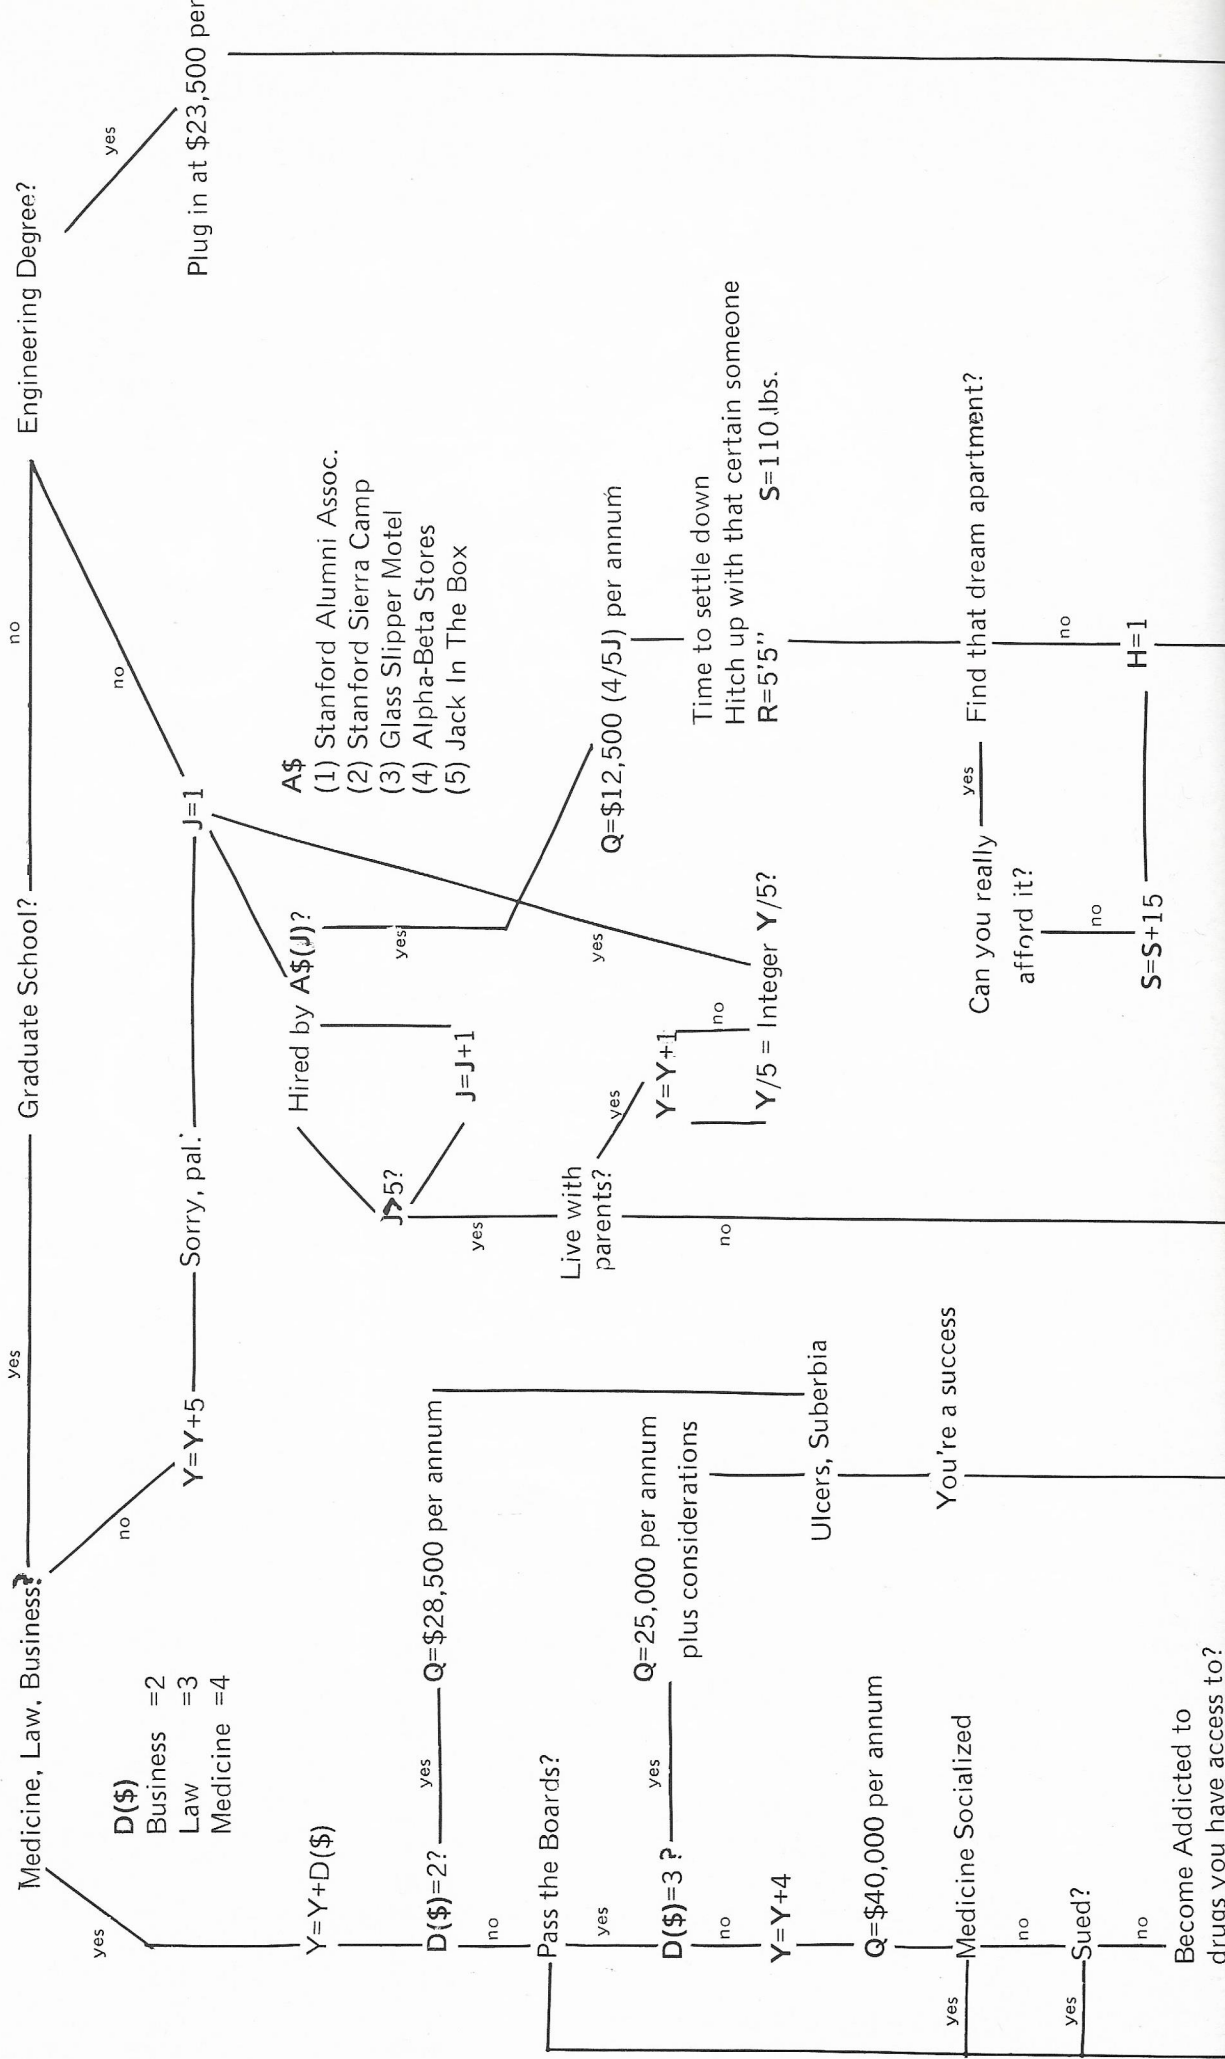 yes
Medicine, Law, Business?
yes
Graduate School?
no
Engineering Degree?
yes
Plug in at $23,500 per
no
Y=Y+5
Sorry, pal.
J=1
no
D($)
Business =2
Law =3
Medicine =4
A$
(1) Stanford Alumni Assoc.
(2) Stanford Sierra Camp
(3) Glass Slipper Motel
(4) Alpha-Beta Stores
(5) Jack In The Box
Y=Y+D($)
Hired by A$(J)?
yes
J>5?
J=J+1
yes
D($)=2?
yes
Q=$28,500 per annum
no
Pass the Boards?
yes
Live with
parents?
yes
Y=Y+1
no
Y/5 = Integer Y/5?
yes
no
Q=$12,500 (4/5J) per annum
Time to settle down
Hitch up with that certain someone
R=5'5" S=110 lbs.
D($)=3 ?
yes
Q=25,000 per annum
plus considerations
no
Y=Y+4
Ulcers, Suberbia
Q=$40,000 per annum
You're a success
Medicine Socialized
yes
no
Can you really
afford it?
yes
Find that dream apartment?
no
no
Sued?
yes
no
S=S+15
H=1
Become Addicted to
drugs you have access to?